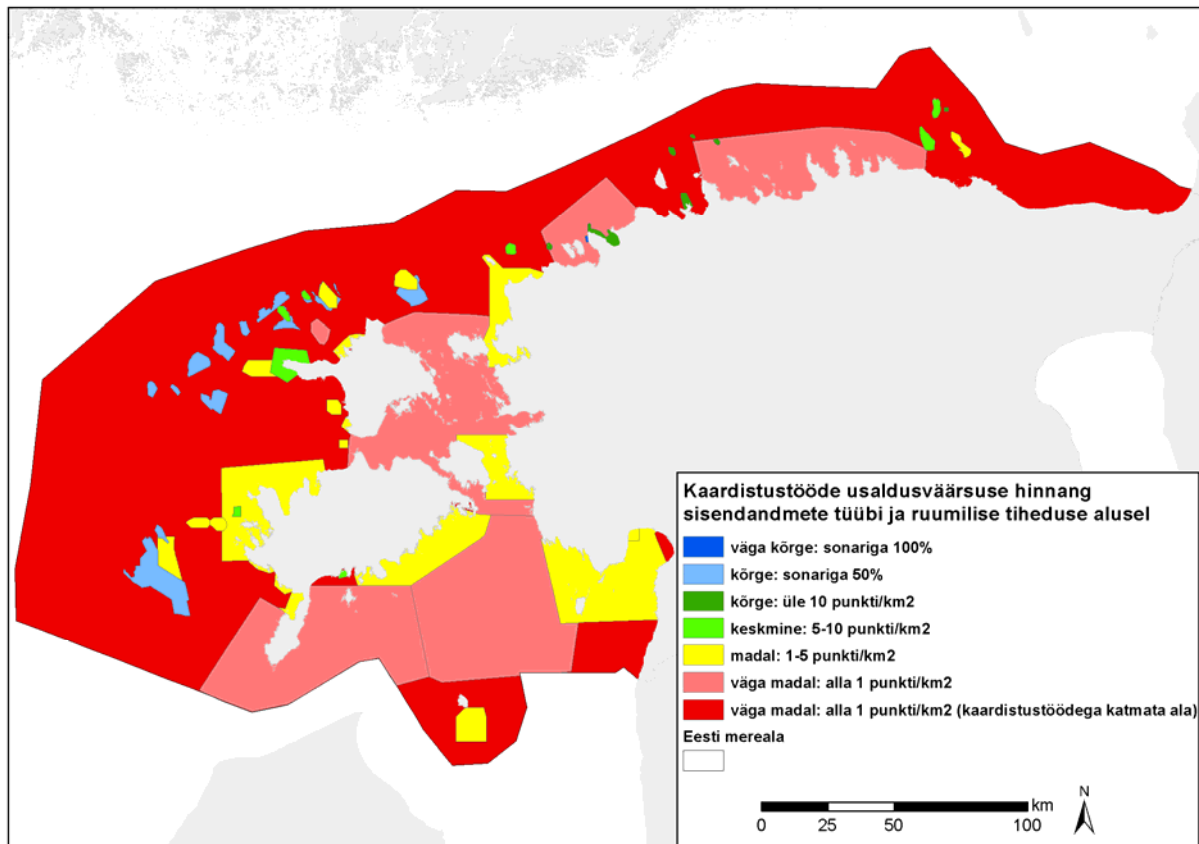 Kaardistustööde usaldusväärsuse hinnang
sisendandmete tüübi ja ruumilise tiheduse alusel
väga kõrge: sonariga 100%
kõrge: sonariga 50%
kõrge: üle 10 punkti/km2
keskmine: 5-10 punkti/km2
madal: 1-5 punkti/km2
väga madal: alla 1 punkti/km2
väga madal: alla 1 punkti/km2 (kaardistustöödega katmata ala)
Eesti mereala
km
N
0 25 50 100